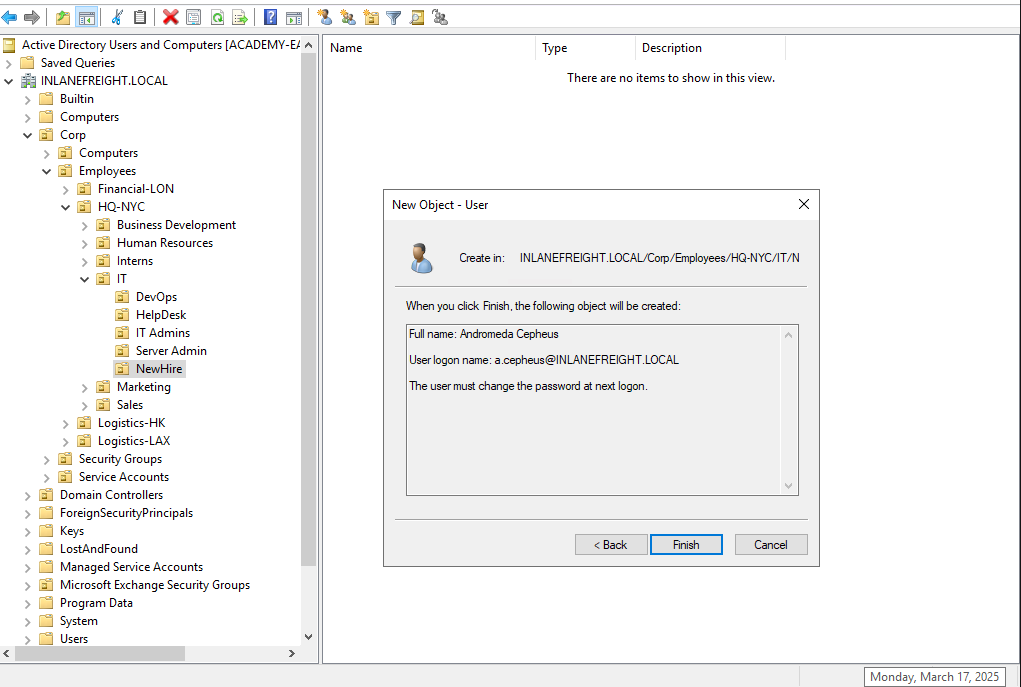 Active Directory Users and Computers [ACADEMY-EA
Saved Queries
INLANEFREIGHT.LOCAL
Builtin
Computers
Corp
Computers
Employees
Financial-LON
HQ-NYC
Business Development
Human Resources
Interns
IT
DevOps
HelpDesk
IT Admins
Server Admin
NewHire
Marketing
Sales
Logistics-HK
Logistics-LAX
Security Groups
Service Accounts
Domain Controllers
ForeignSecurityPrincipals
Keys
LostAndFound
Managed Service Accounts
Microsoft Exchange Security Groups
Program Data
System
Users
Name Type Description
There are no items to show in this view.
New Object - User
Create in: INLANEFREIGHT.LOCAL/Corp/Employees/HQ-NYC/IT/N
When you click Finish, the following object will be created:
Full name: Andromeda Cepheus
User logon name: a.cepheus@INLANEFREIGHT.LOCAL
The user must change the password at next logon.
< Back Finish Cancel
Monday, March 17, 2025